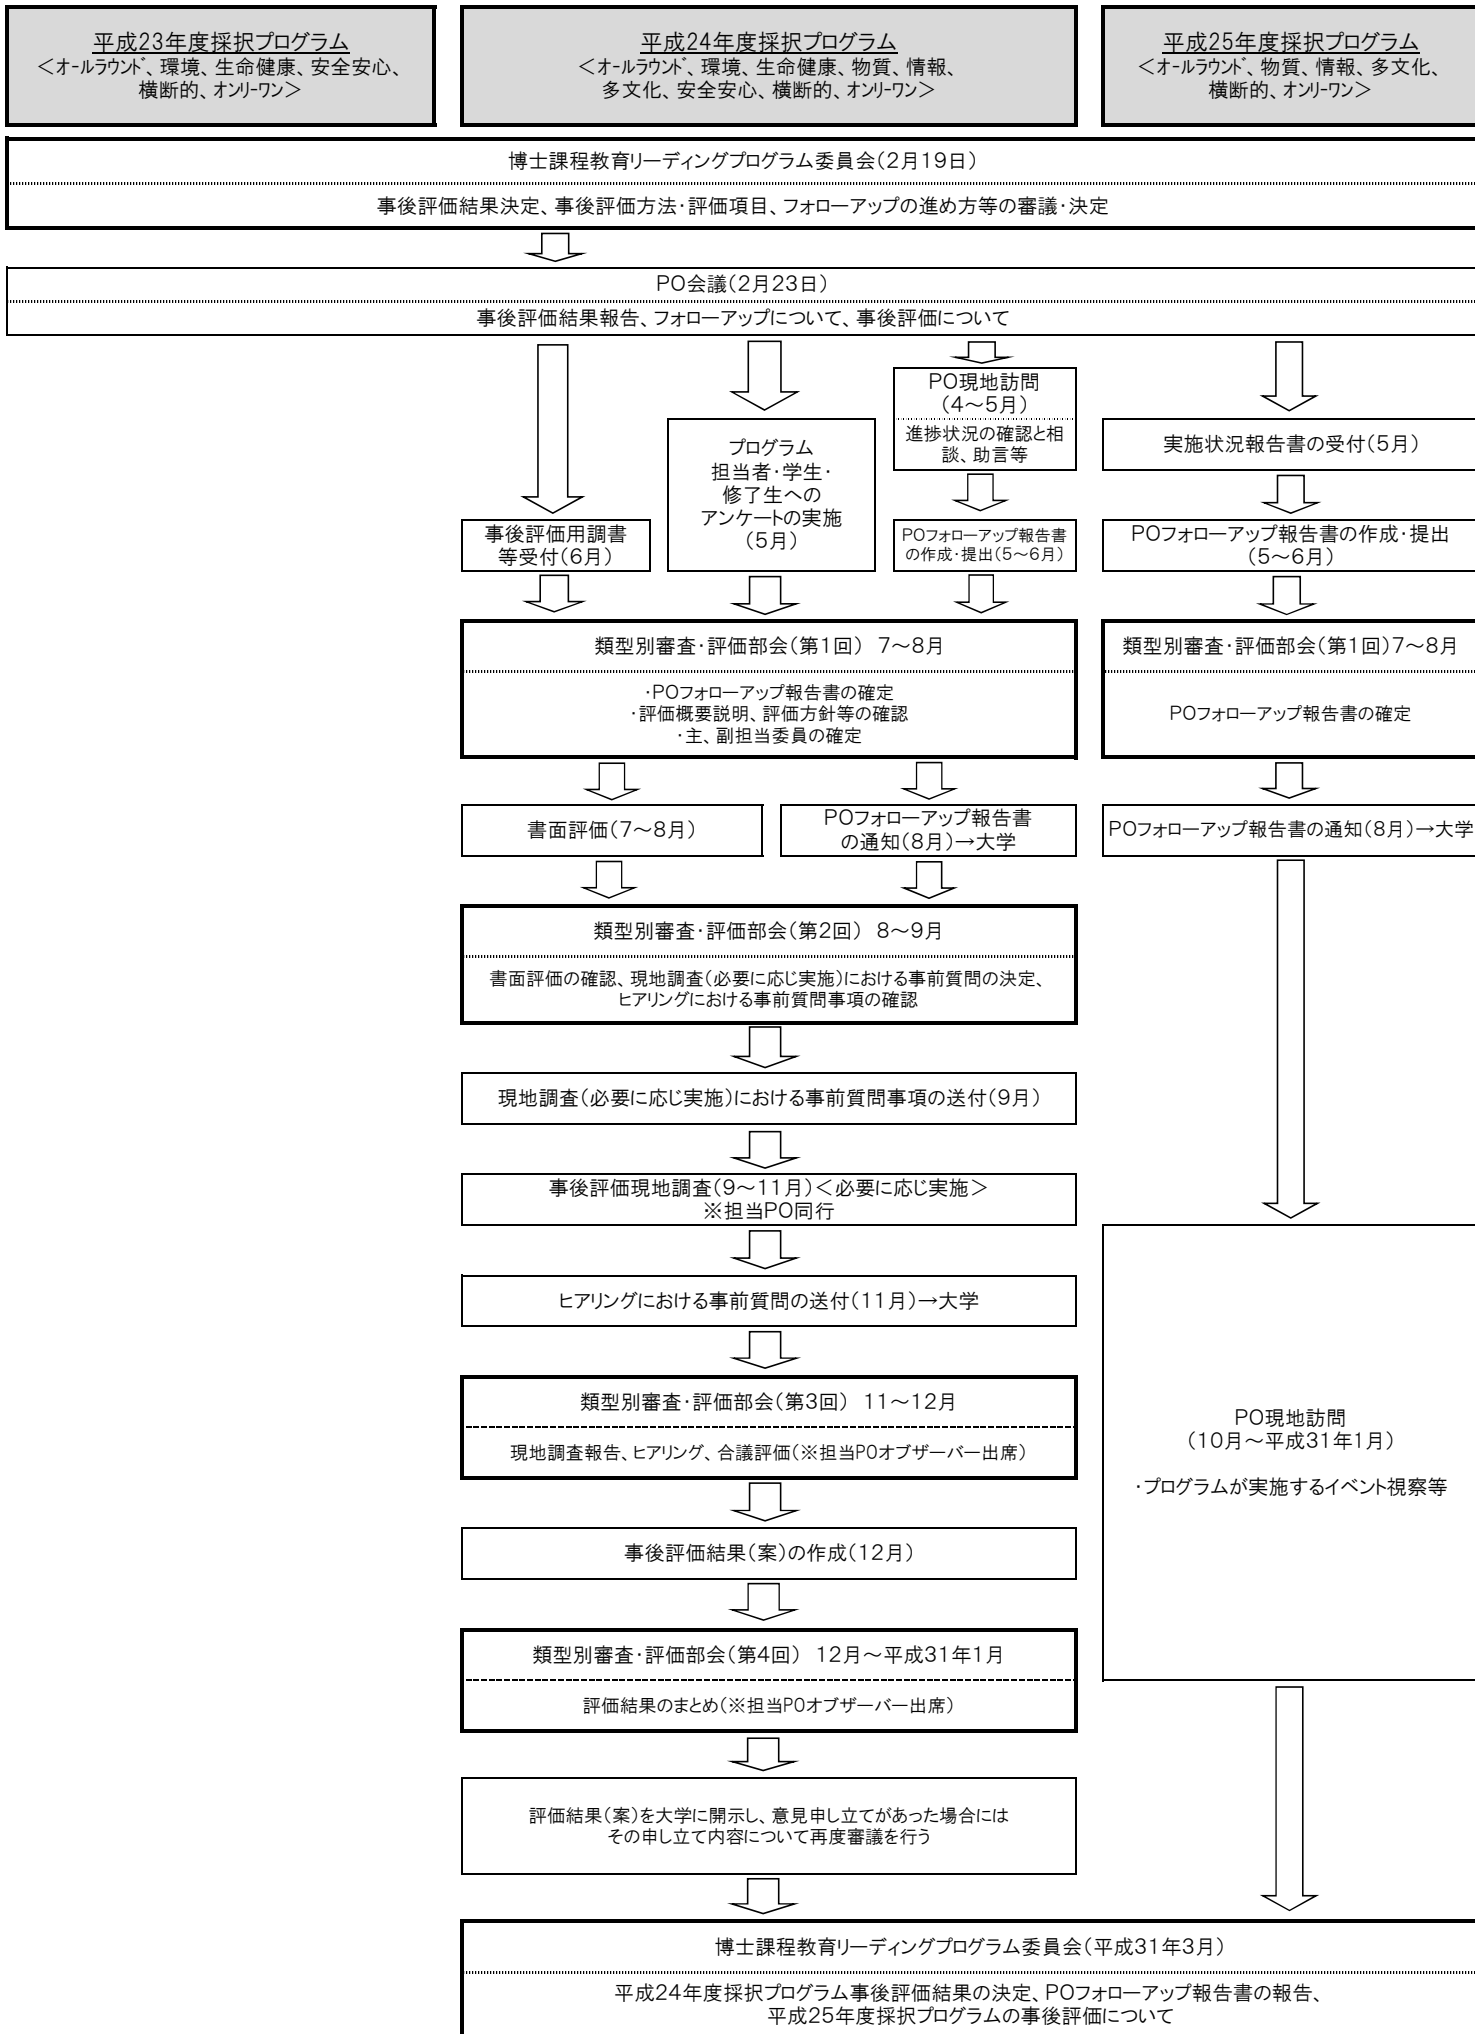 平成23年度採択プログラム
＜オールラウンド、環境、生命健康、安全安心、
横断的、オンリーワン＞
平成24年度採択プログラム
＜オールラウンド、環境、生命健康、物質、情報、
多文化、安全安心、横断的、オンリーワン＞
平成25年度採択プログラム
＜オールラウンド、物質、情報、多文化、
横断的、オンリーワン＞
博士課程教育リーディングプログラム委員会（2月19日）
事後評価結果決定、事後評価方法・評価項目、フォローアップの進め方等の審議・決定
PO会議（2月23日）
事後評価結果報告、フォローアップについて、事後評価について
PO現地訪問
（4～5月）
進捗状況の確認と相
談、助言等
プログラム
担当者・学生・
修了生への
アンケートの実施
（5月）
実施状況報告書の受付（5月）
事後評価用調書
等受付（6月）
POフォローアップ報告書
の作成・提出（5～6月）
POフォローアップ報告書の作成・提出
（5～6月）
類型別審査・評価部会（第1回） 7～8月
・POフォローアップ報告書の確定
・評価概要説明、評価方針等の確認
・主、副担当委員の確定
類型別審査・評価部会（第1回）7～8月
POフォローアップ報告書の確定
書面評価（7～8月）
POフォローアップ報告書
の通知（8月）→大学
POフォローアップ報告書の通知（8月）→大学
類型別審査・評価部会（第2回） 8～9月
書面評価の確認、現地調査（必要に応じ実施）における事前質問の決定、
ヒアリングにおける事前質問事項の確認
現地調査（必要に応じ実施）における事前質問事項の送付（9月）
事後評価現地調査（9～11月）＜必要に応じ実施＞
※担当PO同行
ヒアリングにおける事前質問の送付（11月）→大学
類型別審査・評価部会（第3回） 11～12月
現地調査報告、ヒアリング、合議評価（※担当POオブザーバー出席）
PO現地訪問
（10月～平成31年1月）
・プログラムが実施するイベント視察等
事後評価結果（案）の作成（12月）
類型別審査・評価部会（第4回） 12月～平成31年1月
評価結果のまとめ（※担当POオブザーバー出席）
評価結果（案）を大学に開示し、意見申し立てがあった場合には
その申し立て内容について再度審議を行う
博士課程教育リーディングプログラム委員会（平成31年3月）
平成24年度採択プログラム事後評価結果の決定、POフォローアップ報告書の報告、
平成25年度採択プログラムの事後評価について